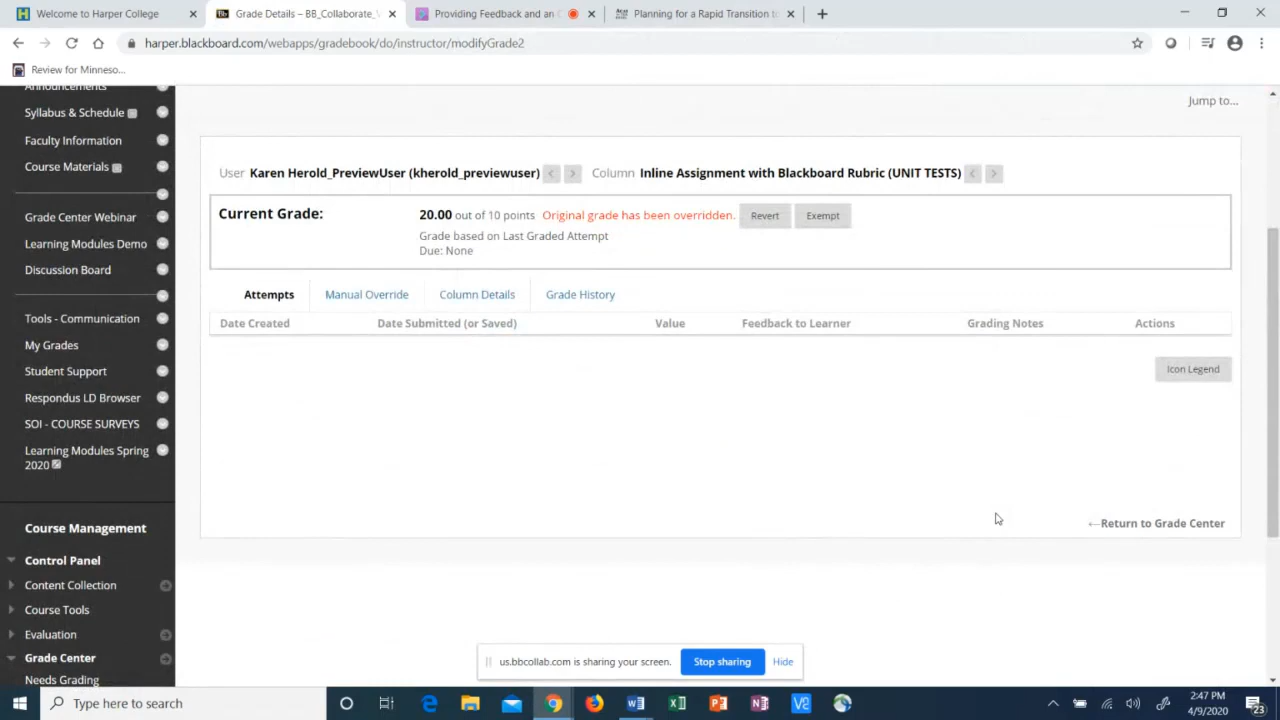 Welcome to Harper College
Grade Details – BB_Collaborate_
Providing Feedback and an
Planning for a Rapid Transition to
harper.blackboard.com/webapps/gradebook/do/instructor/modifyGrade2
Review for Minneso...
Announcements
Syllabus & Schedule
Faculty Information
Course Materials
Grade Center Webinar
Learning Modules Demo
Discussion Board
Tools - Communication
My Grades
Student Support
Respondus LD Browser
SOI - COURSE SURVEYS
Learning Modules Spring
2020
Course Management
Control Panel
Content Collection
Course Tools
Evaluation
Grade Center
Needs Grading
Jump to...
User Karen Herold_PreviewUser (kherold_previewuser) < > Column Inline Assignment with Blackboard Rubric (UNIT TESTS) < >
Current Grade: 20.00 out of 10 points Original grade has been overridden. Revert Exempt
Grade based on Last Graded Attempt
Due: None
Attempts Manual Override Column Details Grade History
Date Created Date Submitted (or Saved) Value Feedback to Learner Grading Notes Actions
Icon Legend
←Return to Grade Center
us.bbcollab.com is sharing your screen. Stop sharing Hide
Type here to search
2:47 PM
4/9/2020
23